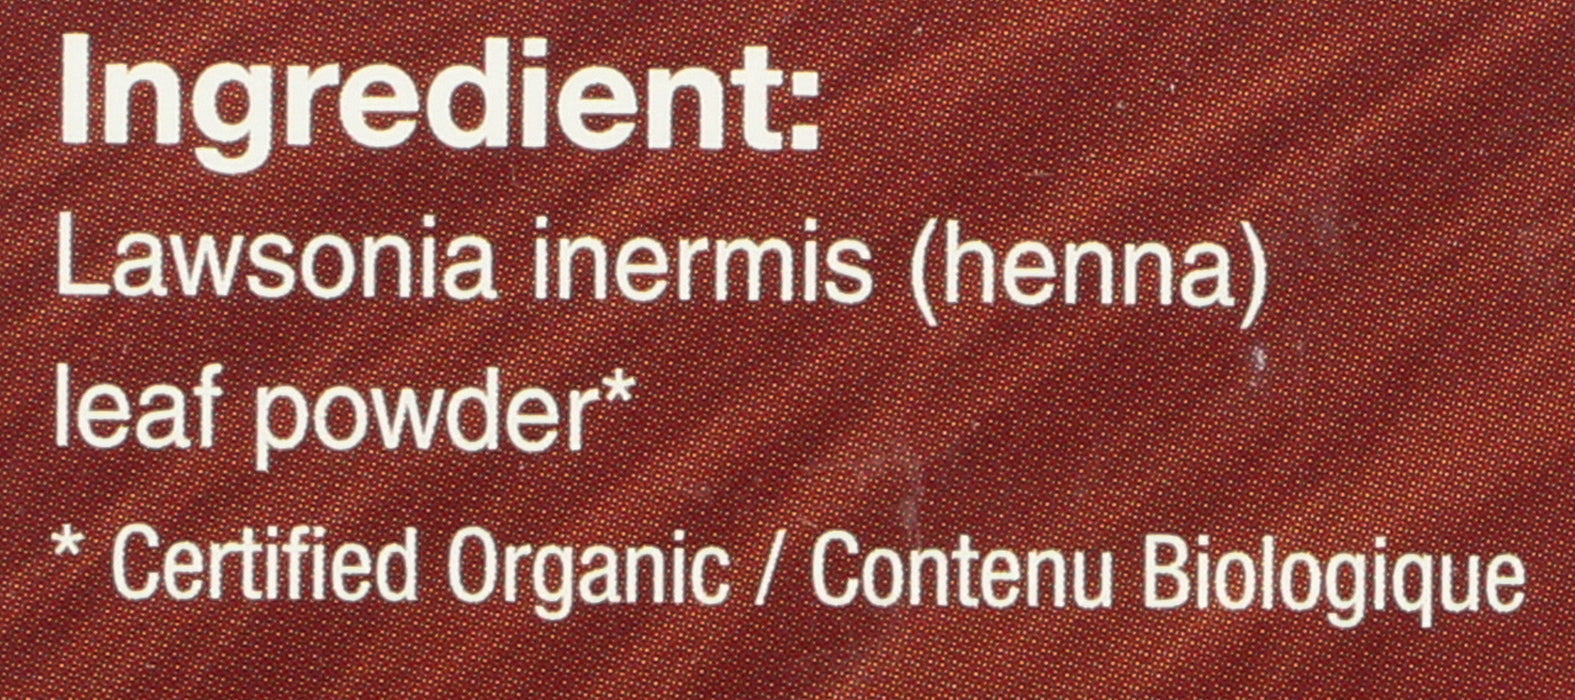 Ingredient:
Lawsonia inermis (henna)
leaf powder*
* Certified Organic / Contenu Biologique